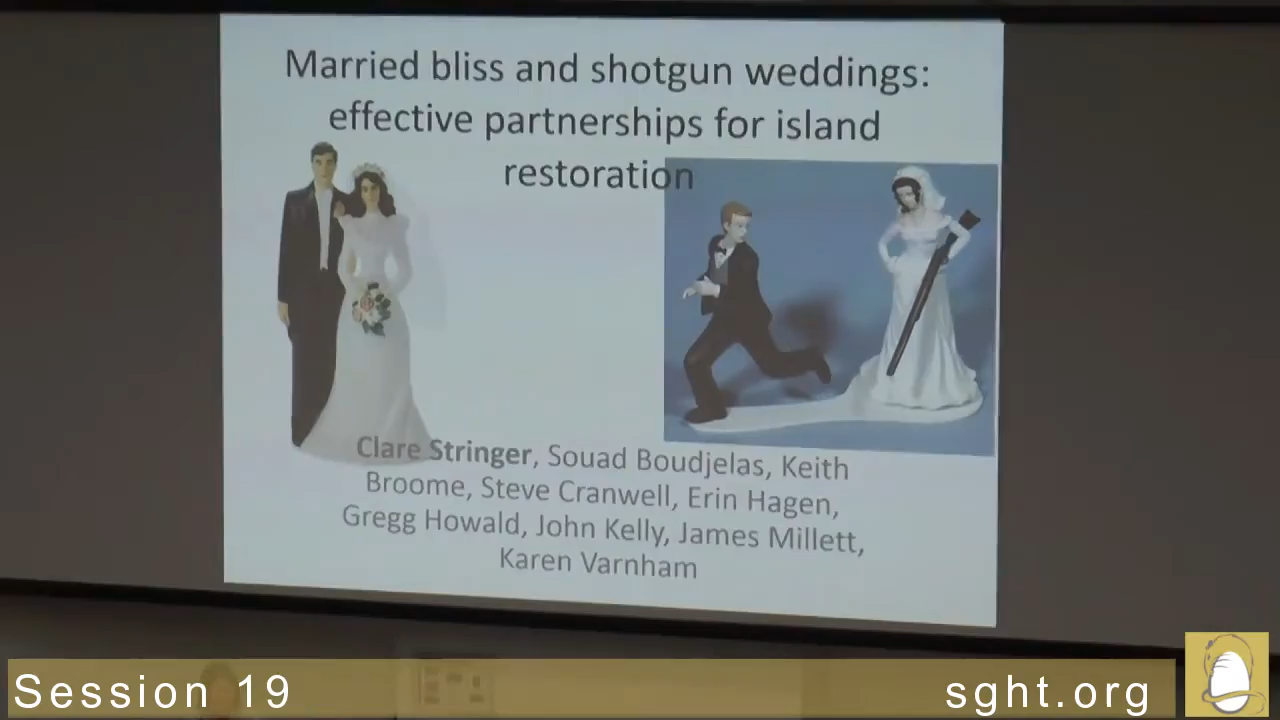 Married bliss and shotgun weddings:
effective partnerships for island
restoration
Clare Stringer, Souad Boudjelas, Keith
Broome, Steve Cranwell, Erin Hagen,
Gregg Howald, John Kelly, James Millett,
Karen Varnham
Session 19
sght.org